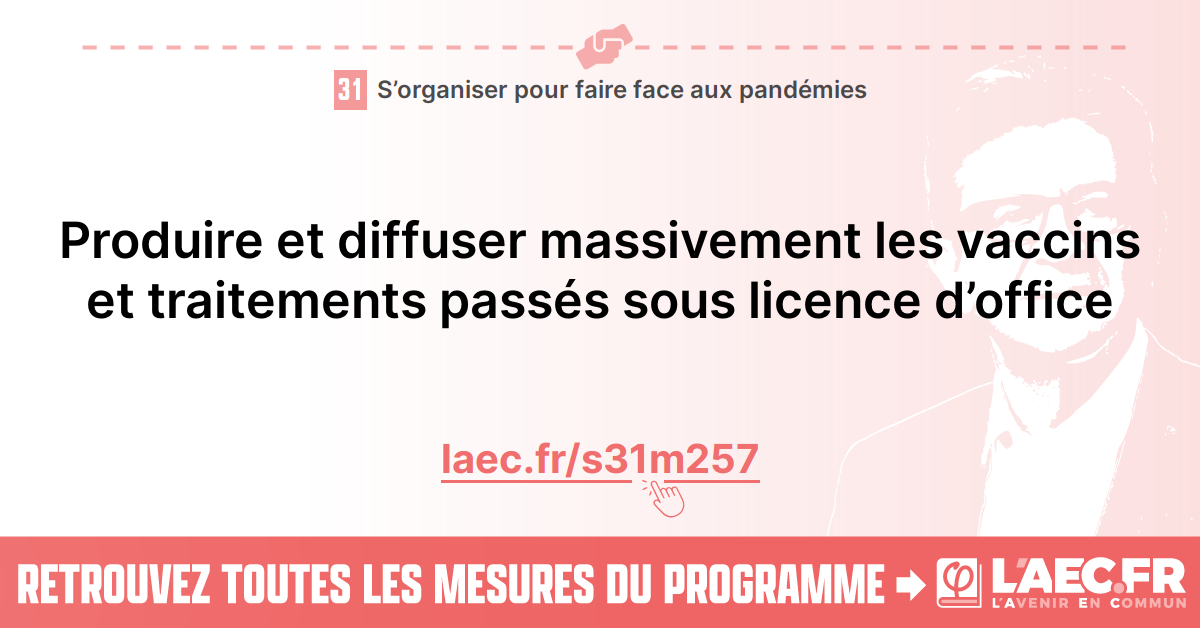 31 S’organiser pour faire face aux pandémies
Produire et diffuser massivement les vaccins
et traitements passés sous licence d’office
laec.fr/s31m257
RETROUVEZ TOUTES LES MESURES DU PROGRAMME
φ L'AEC.FR
L'AVENIR EN COMMUN